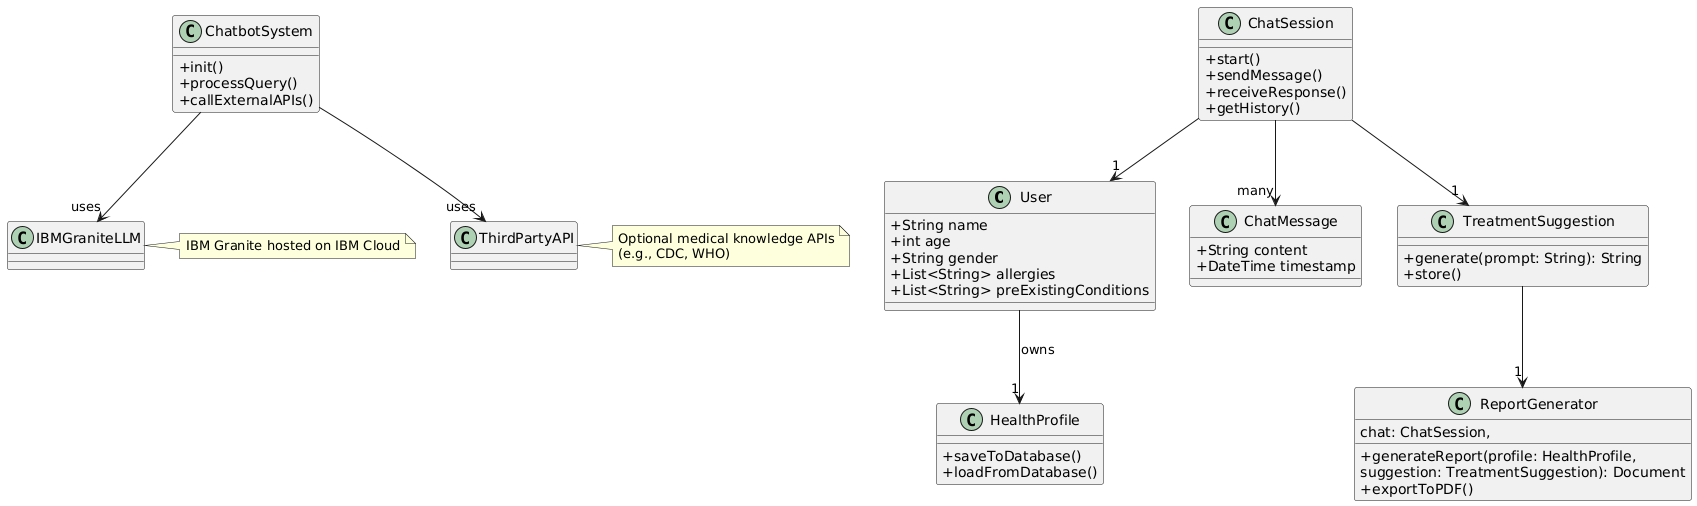 C ChatbotSystem
+init()
+processQuery()
+callExternalAPIs()
uses
uses
C IBMGraniteLLM
IBM Granite hosted on IBM Cloud
C ThirdPartyAPI
Optional medical knowledge APIs
(e.g., CDC, WHO)
C ChatSession
+start()
+sendMessage()
+receiveResponse()
+getHistory()
1
many
1
C User
+String name
+int age
+String gender
+List<String> allergies
+List<String> preExistingConditions
C ChatMessage
+String content
+DateTime timestamp
C TreatmentSuggestion
+generate(prompt: String): String
+store()
owns
1
1
C HealthProfile
+saveToDatabase()
+loadFromDatabase()
C ReportGenerator
chat: ChatSession,
+generateReport(profile: HealthProfile,
suggestion: TreatmentSuggestion): Document
+exportToPDF()